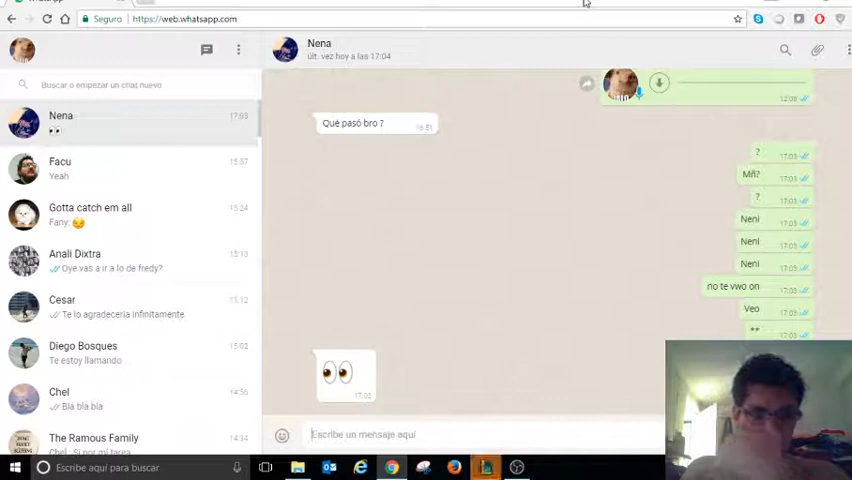 WhatsApp
Seguro
https://web.whatsapp.com
Nena
últ. vez hoy a las 17:04
Buscar o empezar un chat nuevo
Nena
17:03
Facu
15:57
Yeah
Gotta catch em all
15:24
Fany:
Anali Dixtra
15:13
Oye vas a ir a lo de fredy?
Cesar
15:12
Te lo agradeceria infinitamente
Diego Bosques
15:02
Te estoy llamando
Chel
14:56
Bla bla bla
The Ramous Family
14:34
12:08
Qué pasó bro ?
16:51
?
17:03
Mñ?
17:03
?
17:03
Neni
17:03
Neni
17:03
Neni
17:03
no te vwo on
17:03
Veo
17:03
**
17:03
17:03
Escribe un mensaje aquí
Escribe aquí para buscar